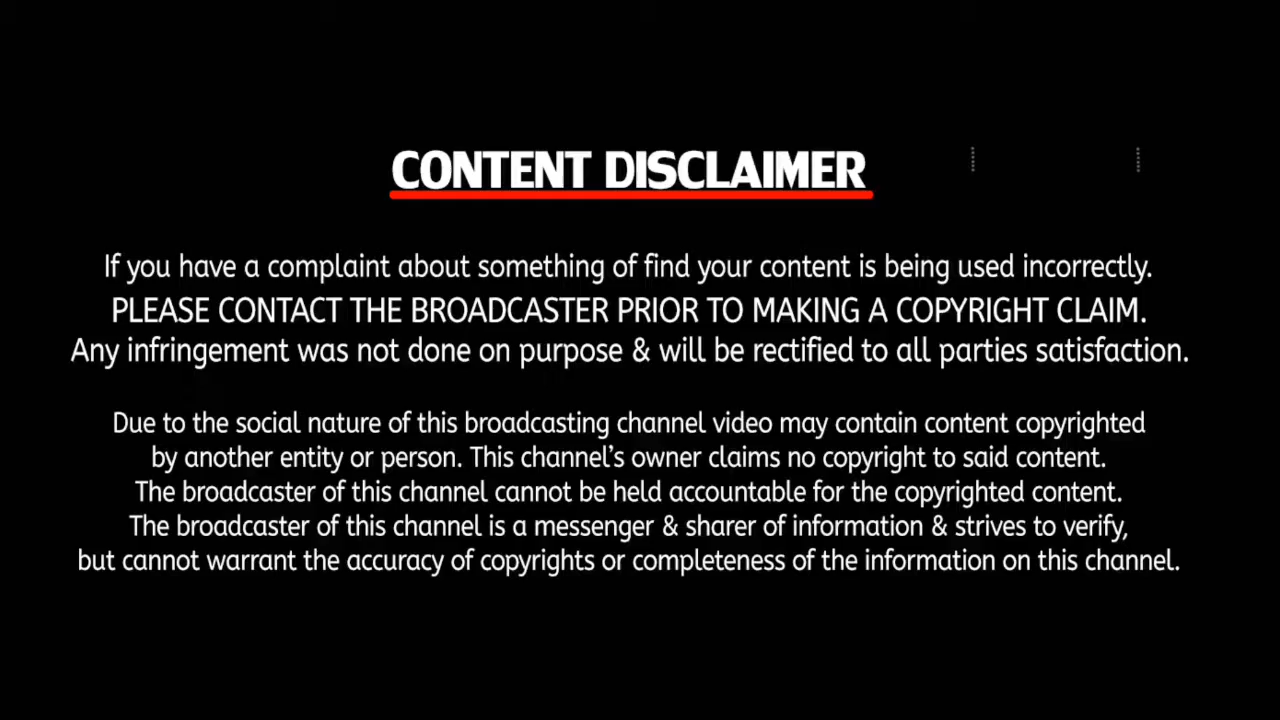 CONTENT DISCLAIMER
If you have a complaint about something of find your content is being used incorrectly.
PLEASE CONTACT THE BROADCASTER PRIOR TO MAKING A COPYRIGHT CLAIM.
Any infringement was not done on purpose & will be rectified to all parties satisfaction.
Due to the social nature of this broadcasting channel video may contain content copyrighted
by another entity or person. This channel's owner claims no copyright to said content.
The broadcaster of this channel cannot be held accountable for the copyrighted content.
The broadcaster of this channel is a messenger & sharer of information & strives to verify,
but cannot warrant the accuracy of copyrights or completeness of the information on this channel.